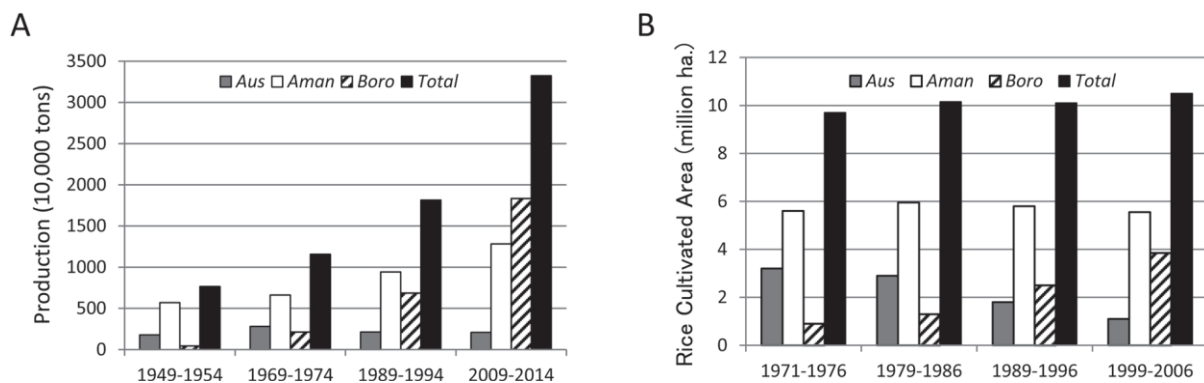 A
3500
3000
2500
2000
1500
1000
500
0
Production (10,000 tons)
Aus Aman Boro Total
1949-1954 1969-1974 1989-1994 2009-2014
B
12
10
8
6
4
2
0
Rice Cultivated Area (million ha.)
Aus Aman Boro Total
1971-1976 1979-1986 1989-1996 1999-2006